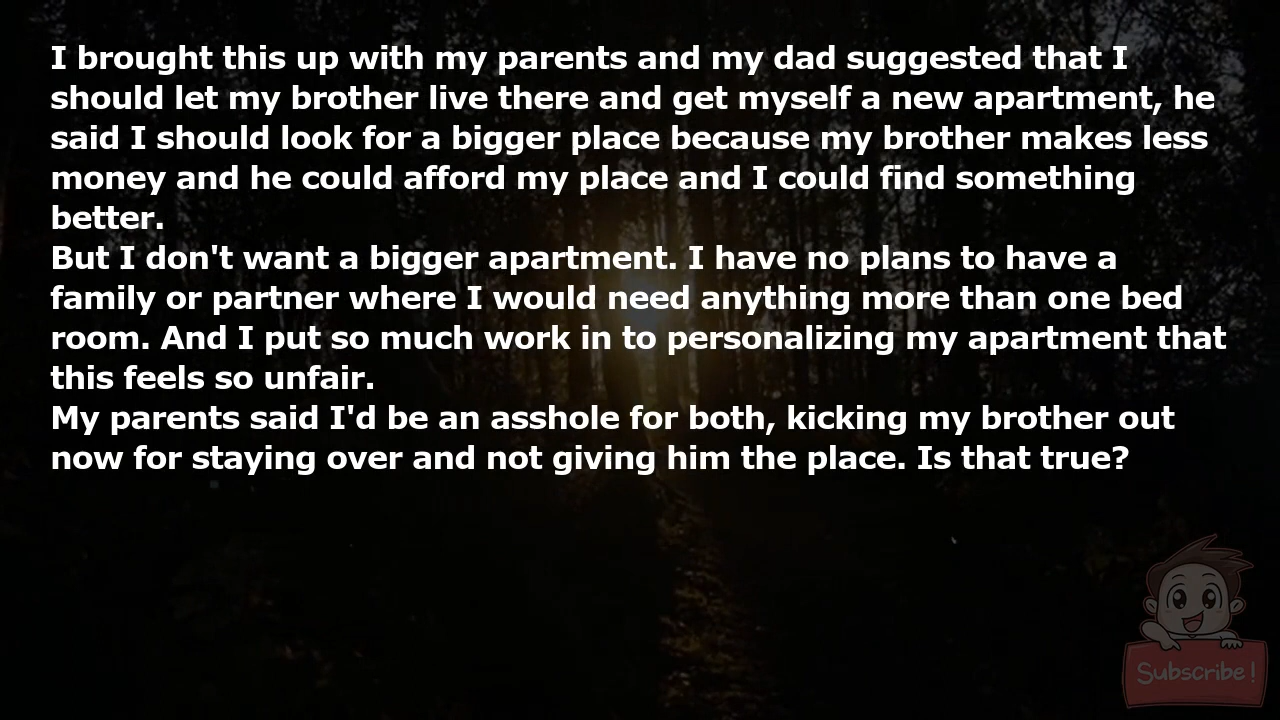 I brought this up with my parents and my dad suggested that I
should let my brother live there and get myself a new apartment, he
said I should look for a bigger place because my brother makes less
money and he could afford my place and I could find something
better.
But I don't want a bigger apartment. I have no plans to have a
family or partner where I would need anything more than one bed
room. And I put so much work in to personalizing my apartment that
this feels so unfair.
My parents said I'd be an asshole for both, kicking my brother out
now for staying over and not giving him the place. Is that true?
Subscribe!